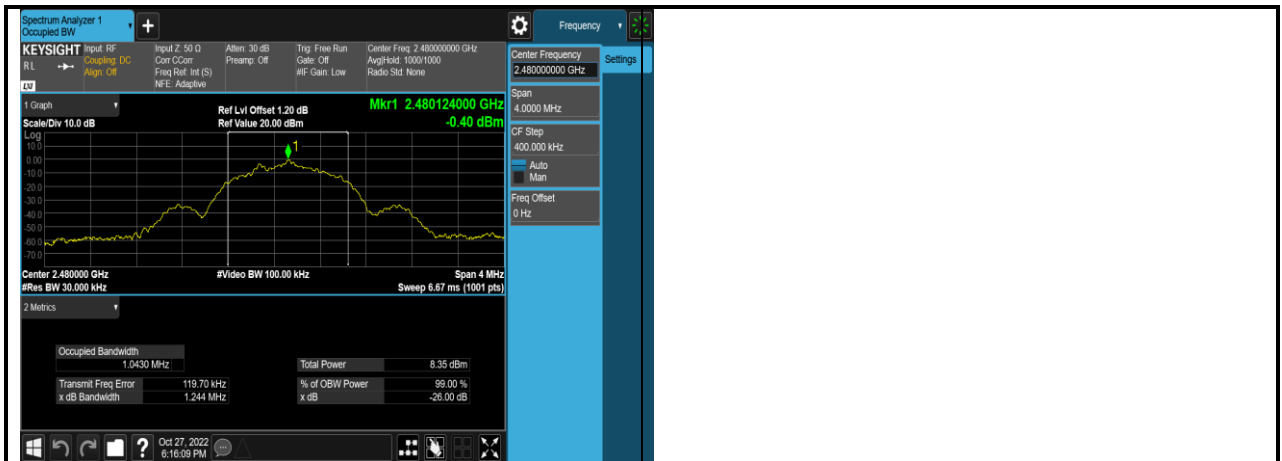 Spectrum Analyzer 1
Occupied BW
+
Frequency
KEYSIGHT
R L
LXI
Input: RF
Coupling: DC
Align: Off
Input Z: 50 Ω
Corr CCorr
Freq Ref: Int (S)
NFE: Adaptive
Atten: 30 dB
Preamp: Off
Trig: Free Run
Gate: Off
#IF Gain: Low
Center Freq: 2.480000000 GHz
Avg|Hold: 1000/1000
Radio Std: None
Center Frequency
2.480000000 GHz
Settings
Span
4.0000 MHz
CF Step
400.000 kHz
Auto
Man
Freq Offset
0 Hz
1 Graph
Scale/Div 10.0 dB
Ref Lvl Offset 1.20 dB
Ref Value 20.00 dBm
Mkr1 2.480124000 GHz
-0.40 dBm
Log
10.0
0.00
-10.0
-20.0
-30.0
-40.0
-50.0
-60.0
-70.0
1
Center 2.480000 GHz
#Video BW 100.00 kHz
Span 4 MHz
#Res BW 30.000 kHz
Sweep 6.67 ms (1001 pts)
2 Metrics
Occupied Bandwidth
1.0430 MHz
Total Power 8.35 dBm
Transmit Freq Error 119.70 kHz
% of OBW Power 99.00 %
x dB Bandwidth 1.244 MHz
x dB -26.00 dB
?
Oct 27, 2022
6:16:09 PM